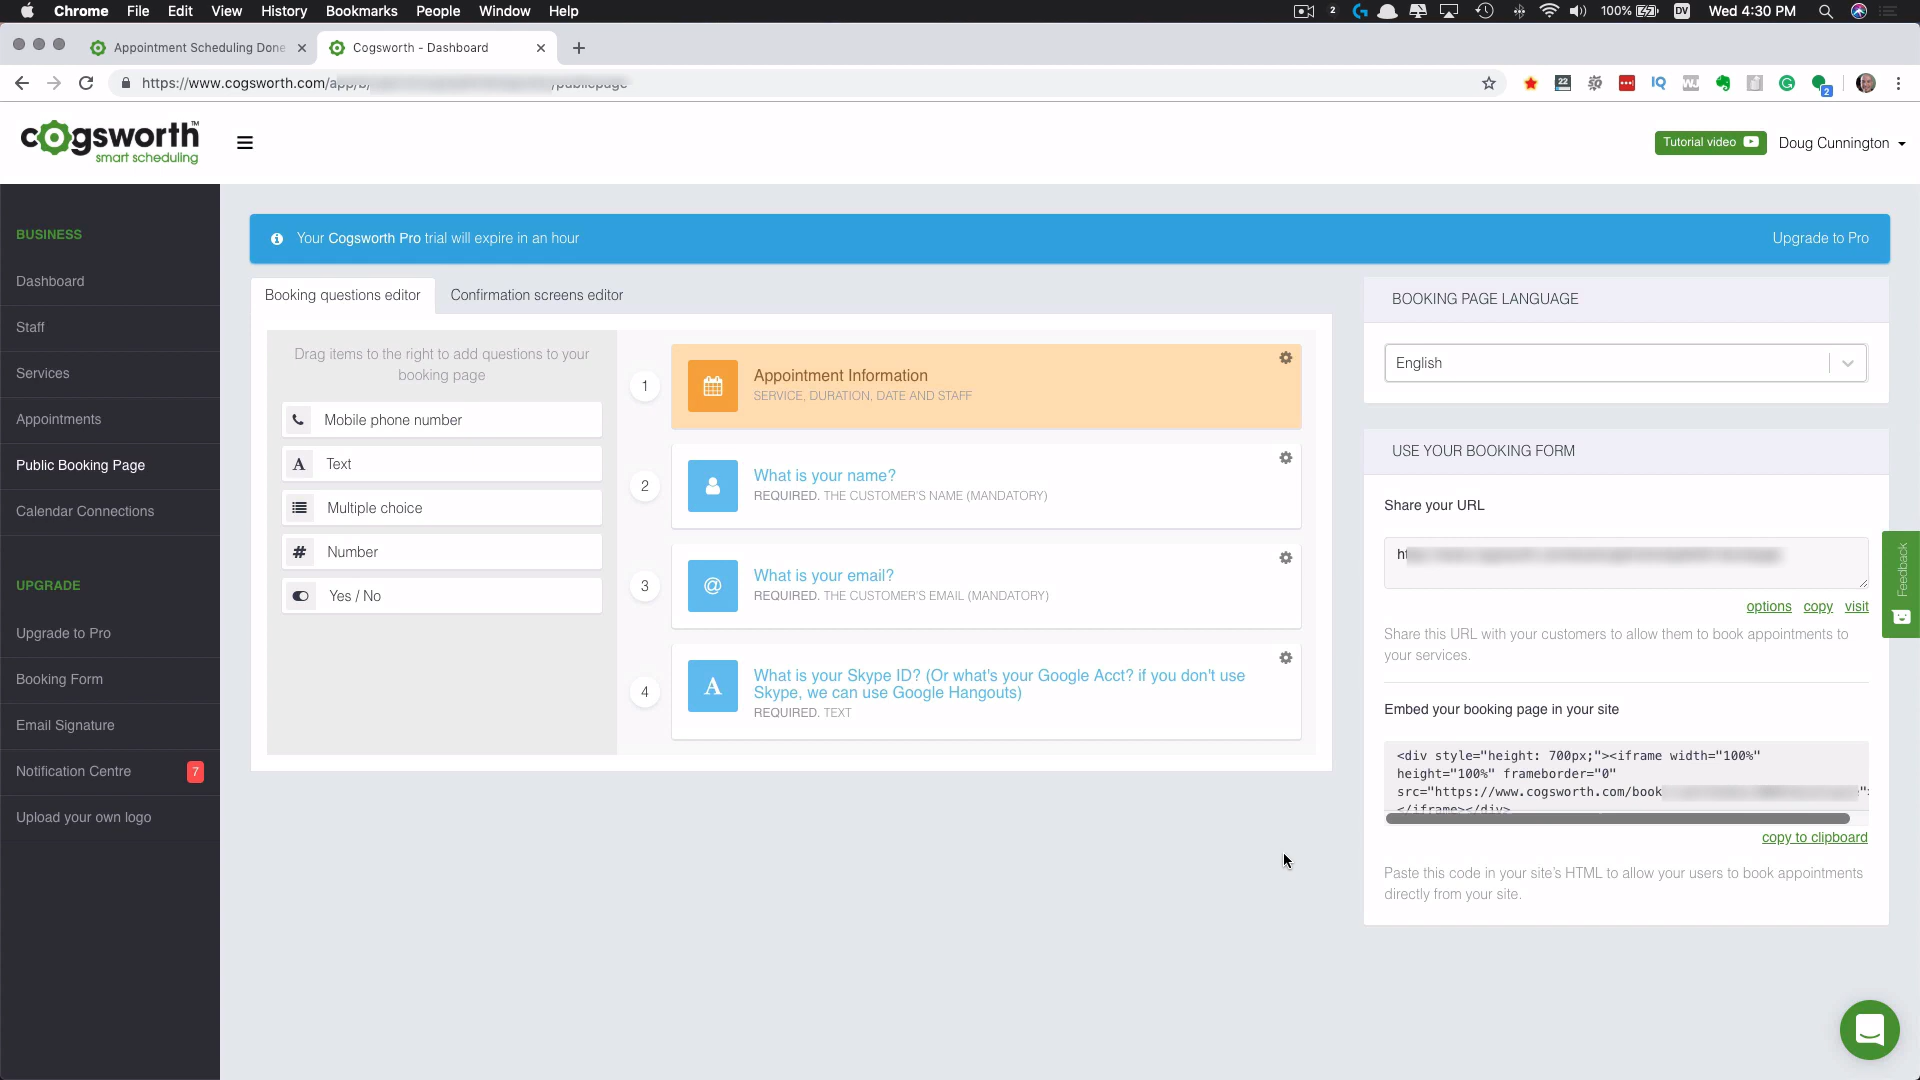 Chrome File Edit View History Bookmarks People Window Help
2 100% DV Wed 4:30 PM
Appointment Scheduling Done
Cogsworth - Dashboard
https://www.cogsworth.com/app/b/ /publicpage
22
IQ
2
cogsworth™
smart scheduling
Tutorial video
Doug Cunnington
BUSINESS
Dashboard
Staff
Services
Appointments
Public Booking Page
Calendar Connections
UPGRADE
Upgrade to Pro
Booking Form
Email Signature
Notification Centre 7
Upload your own logo
Your Cogsworth Pro trial will expire in an hour
Upgrade to Pro
Booking questions editor
Confirmation screens editor
Drag items to the right to add questions to your
booking page
Mobile phone number
A Text
Multiple choice
# Number
Yes / No
1
Appointment Information
SERVICE, DURATION, DATE AND STAFF
2
What is your name?
REQUIRED. THE CUSTOMER'S NAME (MANDATORY)
3
@
What is your email?
REQUIRED. THE CUSTOMER'S EMAIL (MANDATORY)
4
A
What is your Skype ID? (Or what's your Google Acct? if you don't use
Skype, we can use Google Hangouts)
REQUIRED. TEXT
BOOKING PAGE LANGUAGE
English
USE YOUR BOOKING FORM
Share your URL
options copy visit
Share this URL with your customers to allow them to book appointments to
your services.
Embed your booking page in your site
<div style="height: 700px;"><iframe width="100%"
height="100%" frameborder="0"
src="https://www.cogsworth.com/book
</iframe></div>
copy to clipboard
Paste this code in your site's HTML to allow your users to book appointments
directly from your site.
Feedback